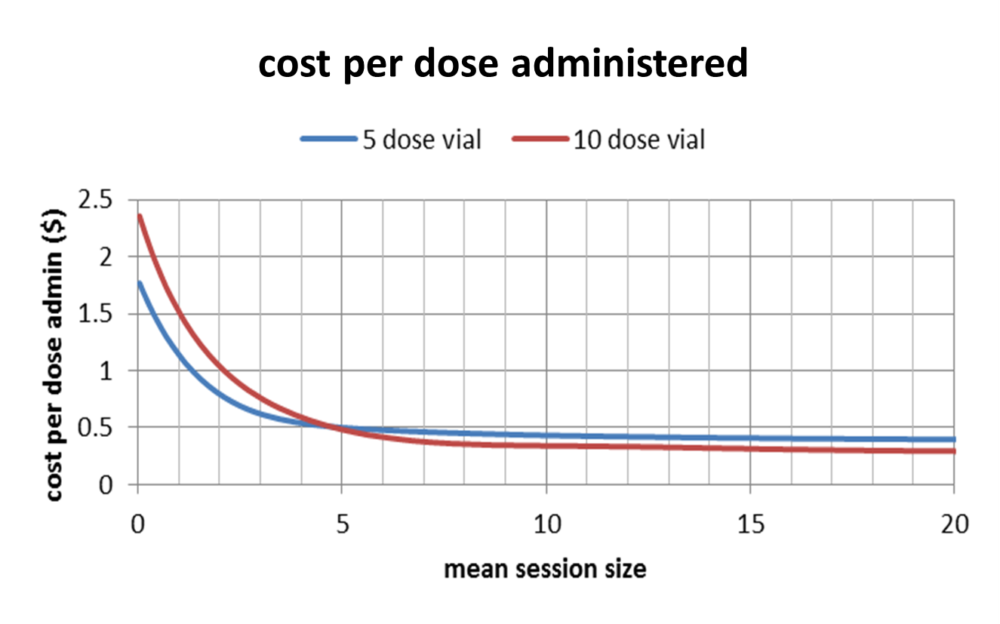 cost per dose administered
5 dose vial 10 dose vial
cost per dose admin ($)
2.5
2
1.5
1
0.5
0
0 5 10 15 20
mean session size